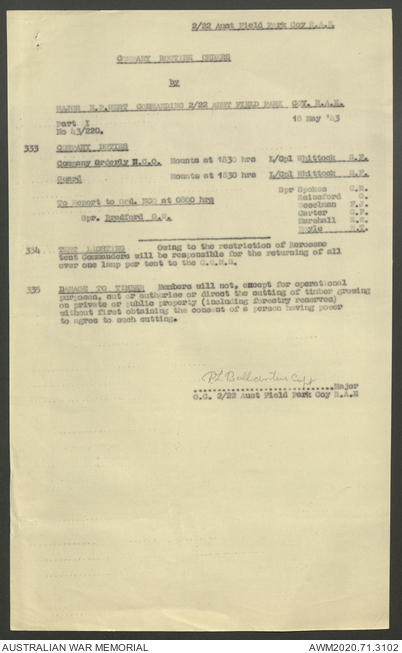 2/22 Aust Field Park Coy R.A.E.
COMPANY ROUTINE ORDERS
by
COMMANDING 2/22 AUST FIELD PARK COY. R.A.E.
Part I 18 May '43
No 43/220.
333 COMPANY DUTIES
Company Orderly N.C.O. Mounts at 1830 hrs L/Cpl Whittock S.F.
Guard Mounts at 1830 hrs L/Cpl Whittock S.F.
Spr Spokes
Rainsford
To Report to Grd. NCO at 0600 hrs Wesslman
Spr. Bradford Carter
Marshall
Doyle
334 TENT LIGHTING Owing to the restriction of Kerosene
tent Commanders will be responsible for the returning of all
over one lamp per tent to the C.Q.M.S.
335 DAMAGE TO TIMBER Members will not, except for operational
purposes, cut or authorise or direct the cutting of timber growing
on private or public property (including forestry reserves)
without first obtaining the consent of a person having power
to agree to such cutting.
Major
O.C. 2/22 Aust Field Park Coy R.A.E
AUSTRALIAN WAR MEMORIAL AWM2020.71.3102